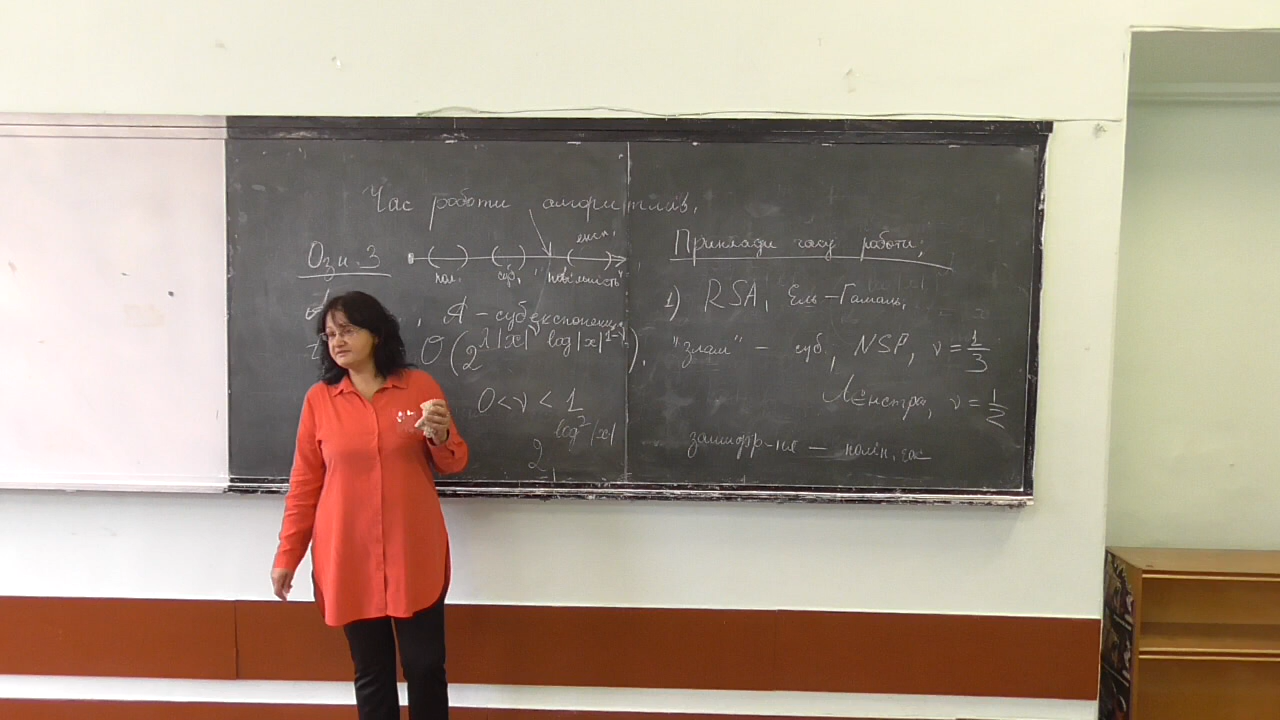 Час роботи алгоритмів,
Озн. 3
експ.
пол. суб. "повільність"
, A – субекспоненц.
O(2^{λ|x|^ν log|x|^{1-ν}}),
0 < ν < 1
2^{log²|x|}
Приклади часу роботи;
1) RSA, Ель-Гамаль,
"злам" – суб., NSF, ν = 1/3
Ленстра, ν = 1/2
зашифр-ня – полін. час